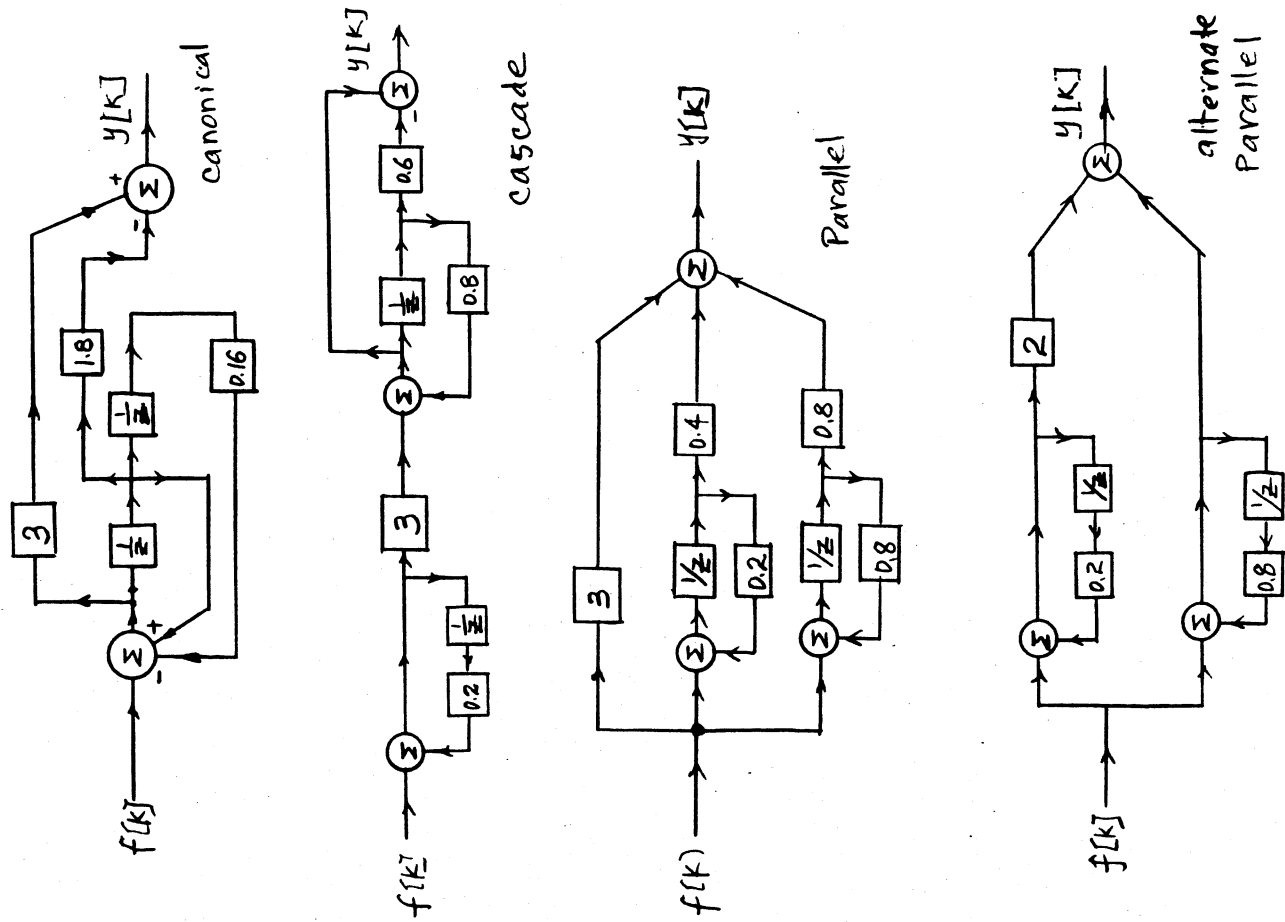 3
1.8
f[k]
Σ
+
-
1/z
1/z
0.16
+
-
Σ
y[k]
canonical
f[k]
Σ
1/z
0.2
3
Σ
1/z
0.8
0.6
-
Σ
y[k]
cascade
f[k)
3
Σ
1/z
0.4
0.2
Σ
1/z
0.8
0.8
Σ
y[k]
Parallel
f[k]
Σ
2
0.2
1/z
Σ
0.8
1/z
Σ
y[k]
alternate
Parallel